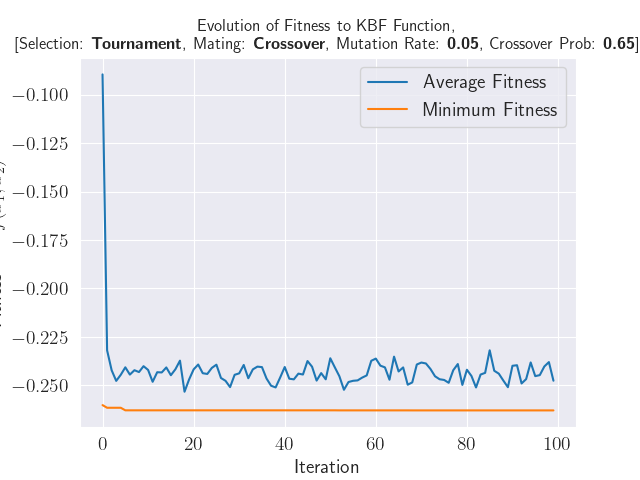 Evolution of Fitness to KBF Function,
[Selection: Tournament, Mating: Crossover, Mutation Rate: 0.05, Crossover Prob: 0.65]
Average Fitness
Minimum Fitness
−0.100
−0.125
−0.150
−0.175
−0.200
−0.225
−0.250
0
20
40
60
80
100
Iteration